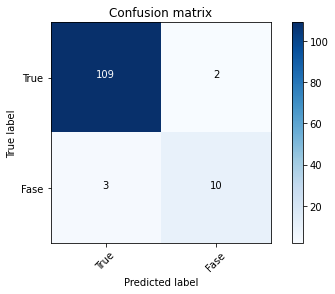 Confusion matrix
True label
True
109
2
Fase
3
10
True
Fase
Predicted label
100
80
60
40
20